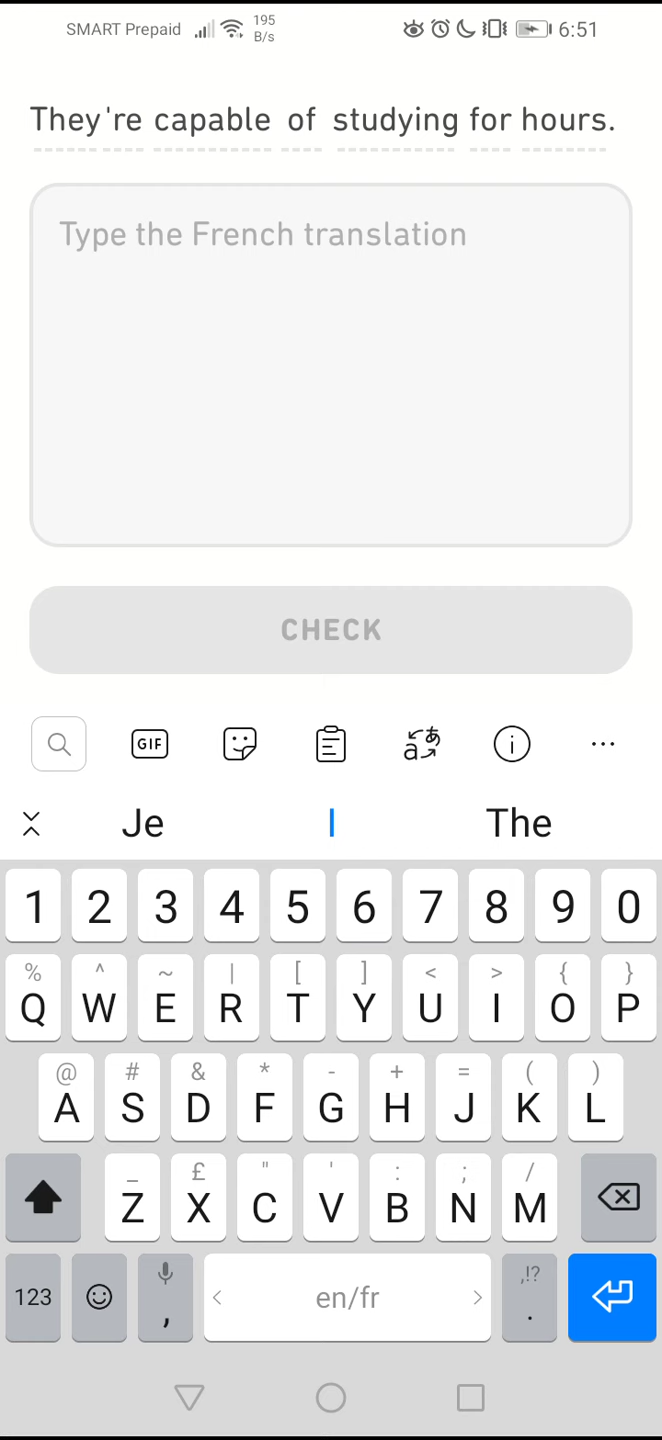 SMART Prepaid 195 B/s 6:51
They're capable of studying for hours.
Type the French translation
CHECK
GIF
Je I The
1 2 3 4 5 6 7 8 9 0
% ^ ~ | [ ] < > { }
Q W E R T Y U I O P
@ # & * - + = ( )
A S D F G H J K L
_ £ " ' : ; /
Z X C V B N M
123 , < en/fr > ,!? .